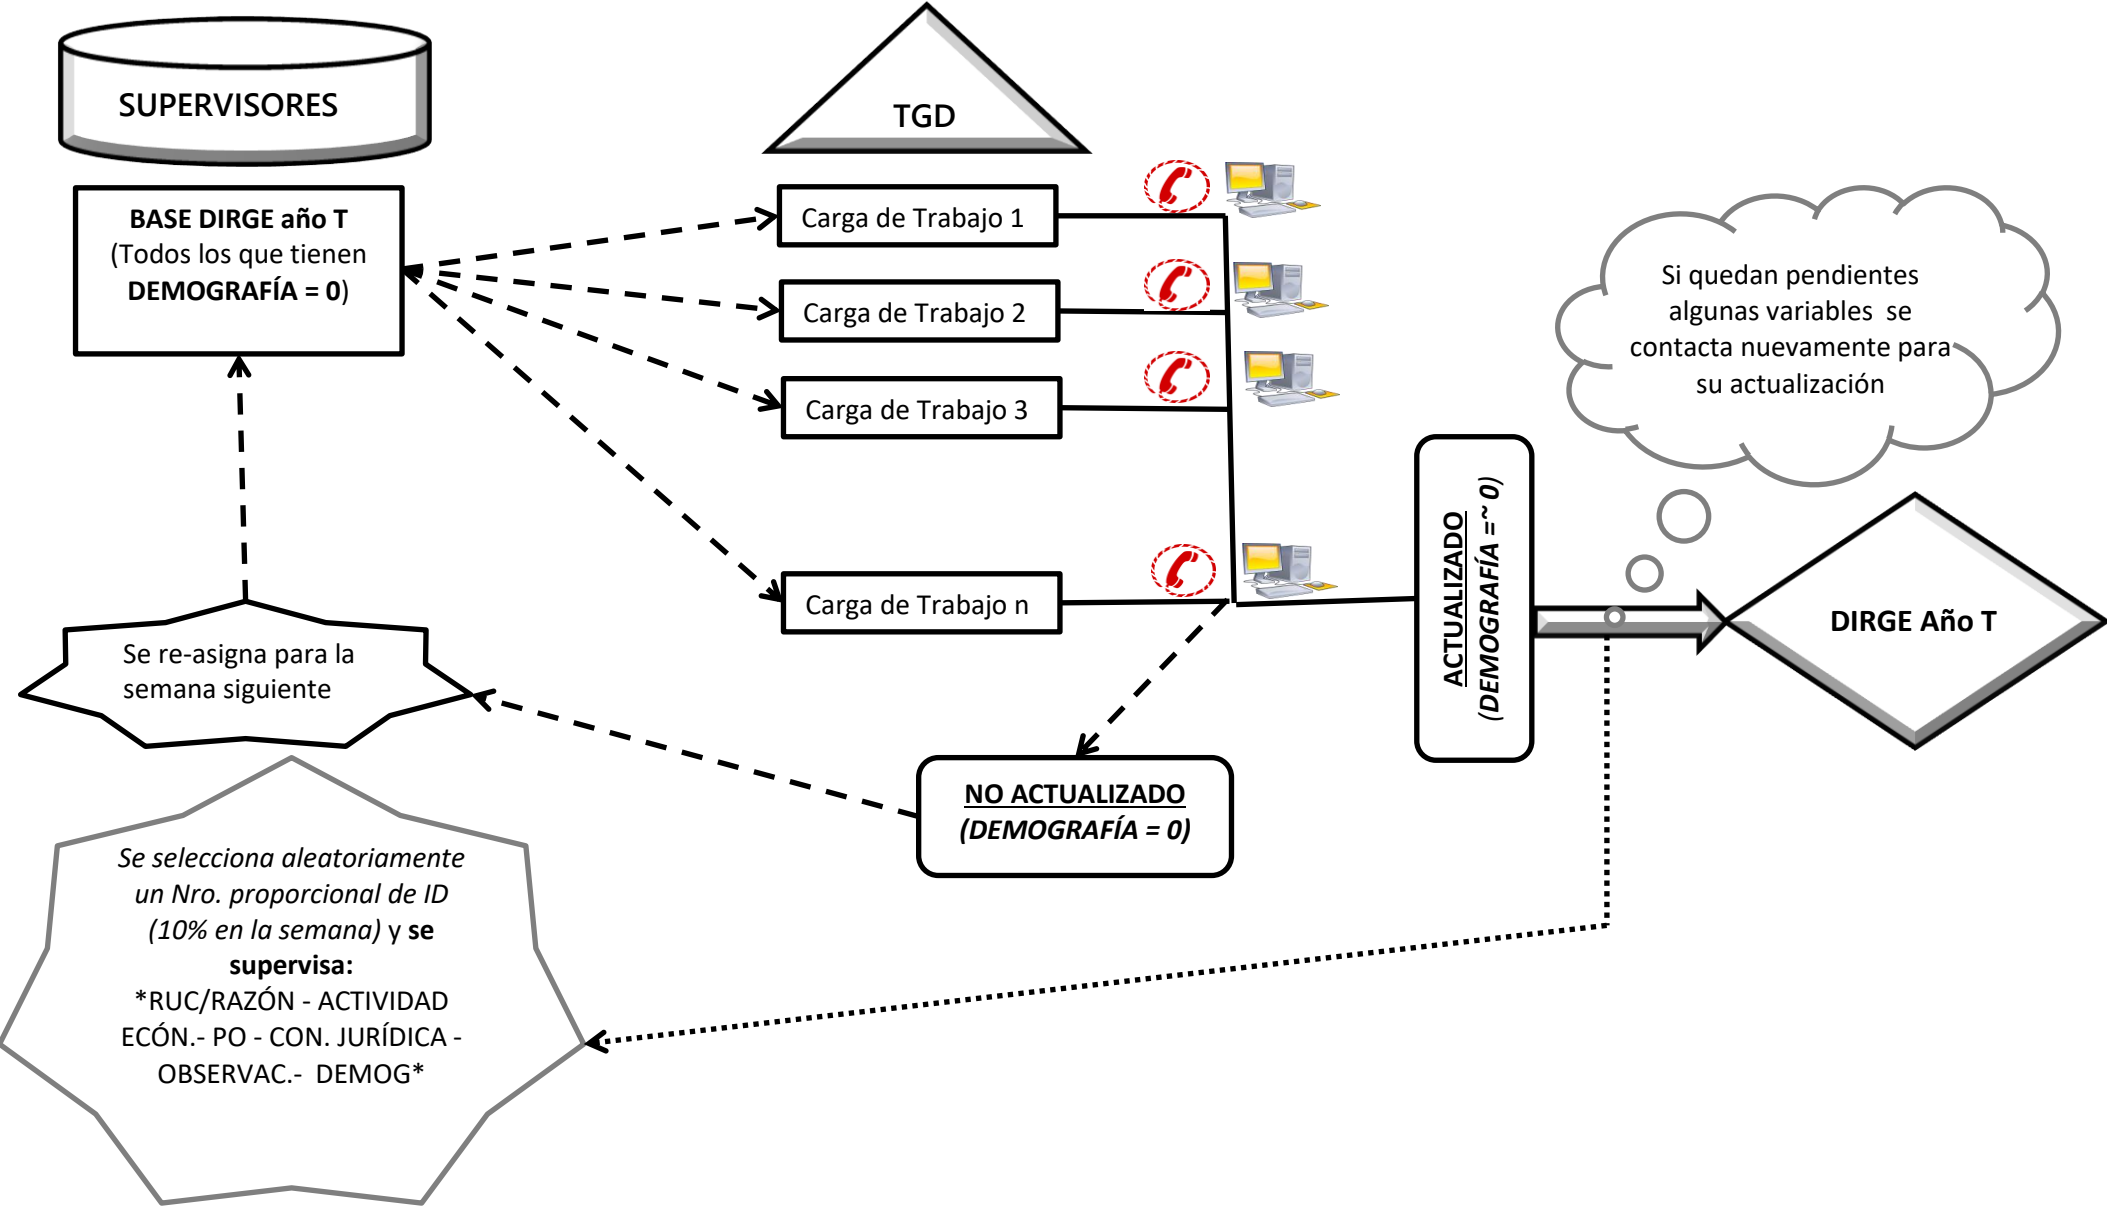 SUPERVISORES
TGD
BASE DIRGE año T
(Todos los que tienen
DEMOGRAFÍA = 0)
Carga de Trabajo 1
Carga de Trabajo 2
Carga de Trabajo 3
Carga de Trabajo n
Si quedan pendientes
algunas variables se
contacta nuevamente para
su actualización
ACTUALIZADO
(DEMOGRAFÍA =~ 0)
DIRGE Año T
Se re-asigna para la
semana siguiente
NO ACTUALIZADO
(DEMOGRAFÍA = 0)
Se selecciona aleatoriamente
un Nro. proporcional de ID
(10% en la semana) y se
supervisa:
*RUC/RAZÓN - ACTIVIDAD
ECÓN.- PO - CON. JURÍDICA -
OBSERVAC.- DEMOG*